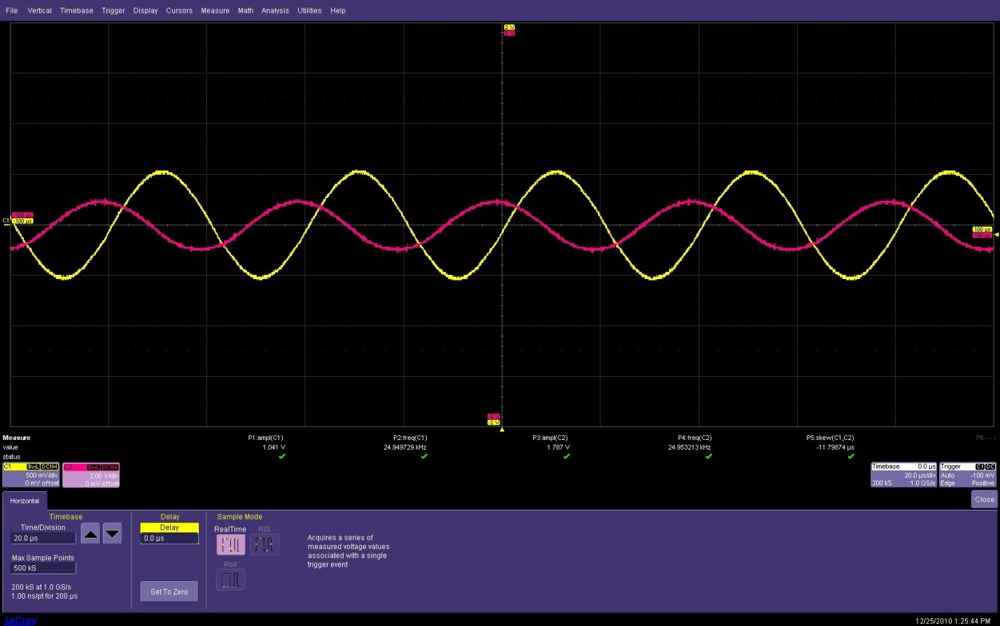 File Vertical Timebase Trigger Display Cursors Measure Math Analysis Utilities Help
2 V
8 V
-100 µs
C1 -100 µs
100 µs
100 µs
-8 V
-2 V
Measure P1:ampl(C1) P2:freq(C1) P3:ampl(C2) P4:freq(C2) P5:skew(C1,C2) P6:- - -
value 1.041 V 24.949729 kHz 1.787 V 24.953213 kHz -11.79874 µs
status
C1 BwL DC1M C2 BwL DC1M Timebase 0.0 µs Trigger C1 DC
500 mV/div 2.00 V/div 20.0 µs/div Auto -100 mV
0 mV offset 0 mV offset 200 kS 1.0 GS/s Edge Positive
Horizontal Close
Timebase Delay Sample Mode
Time/Division Delay RealTime RIS
20.0 µs 0.0 µs
Acquires a series of
measured voltage values
associated with a single
trigger event
Max Sample Points Roll
500 kS
200 kS at 1.0 GS/s Set To Zero
1.00 ns/pt for 200 µs
LeCroy 12/25/2010 1:25:44 PM